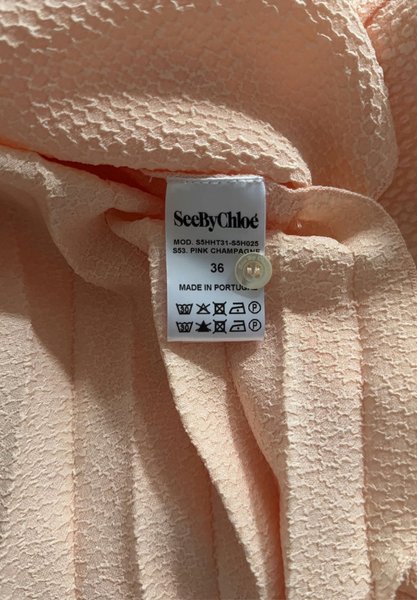 SeeByChloé
MOD. S5HHT31-S5H025
S53. PINK CHAMPAGNE
36
MADE IN PORTUGAL
P
P